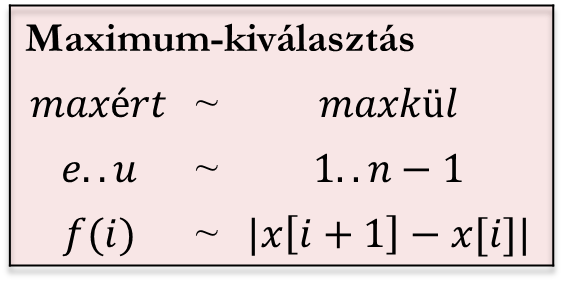 Maximum-kiválasztás
maxért ~ maxkül
e..u ~ 1..n − 1
f(i) ~ |x[i + 1] − x[i]|